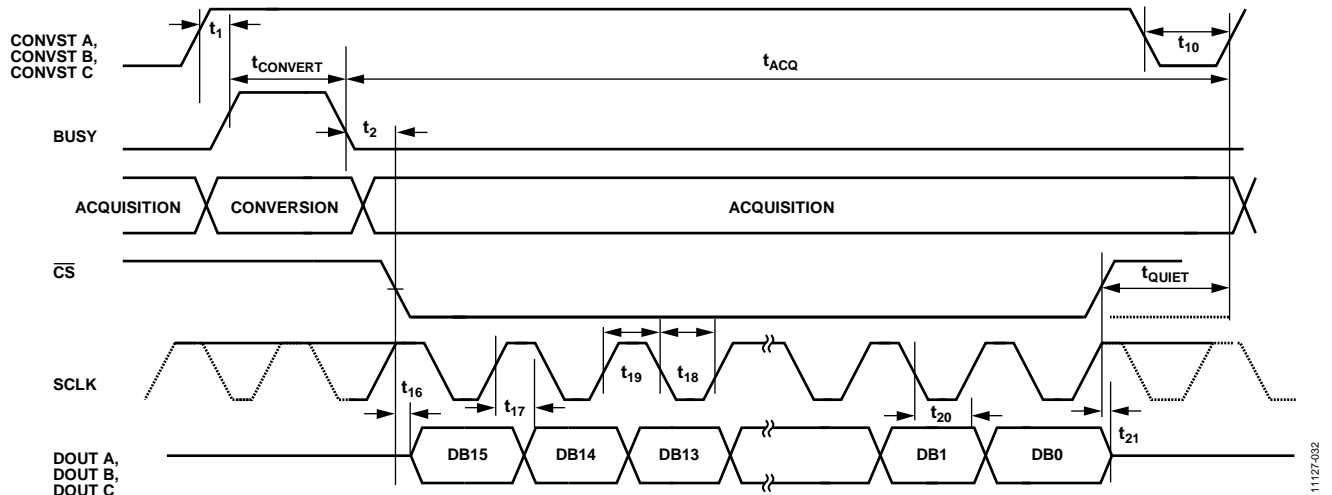 CONVST A,
CONVST B,
CONVST C
t1
tCONVERT
tACQ
t10
BUSY
t2
ACQUISITION
CONVERSION
ACQUISITION
CS
tQUIET
SCLK
t16
t17
t19
t18
t20
t21
DOUT A,
DOUT B,
DOUT C
DB15
DB14
DB13
DB1
DB0
11127-032